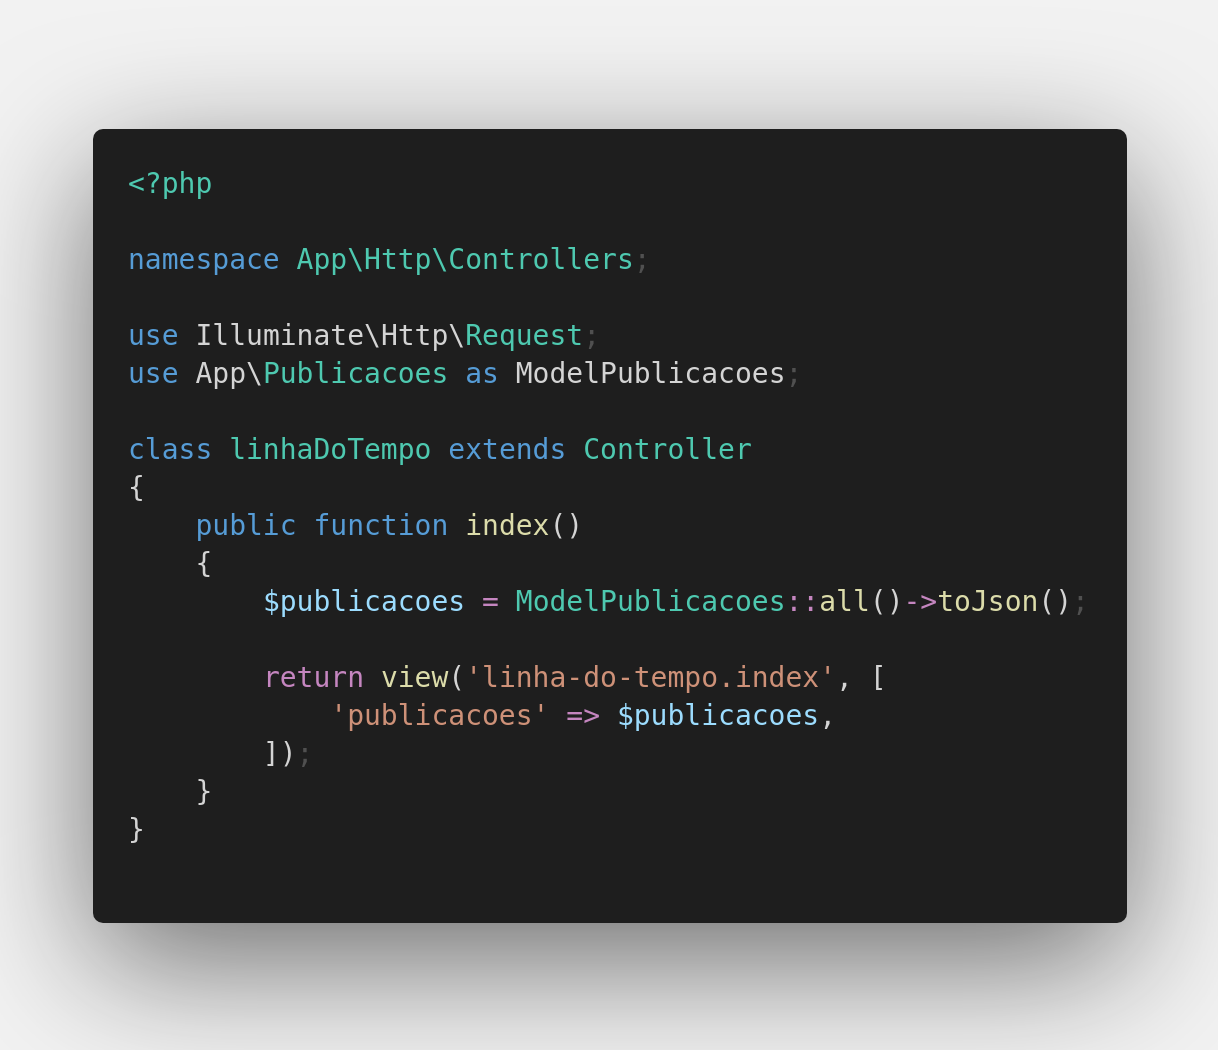 <?php
namespace App\Http\Controllers;
use Illuminate\Http\Request;
use App\Publicacoes as ModelPublicacoes;
class linhaDoTempo extends Controller
{
    public function index()
    {
        $publicacoes = ModelPublicacoes::all()->toJson();
        return view('linha-do-tempo.index', [
            'publicacoes' => $publicacoes,
        ]);
    }
}